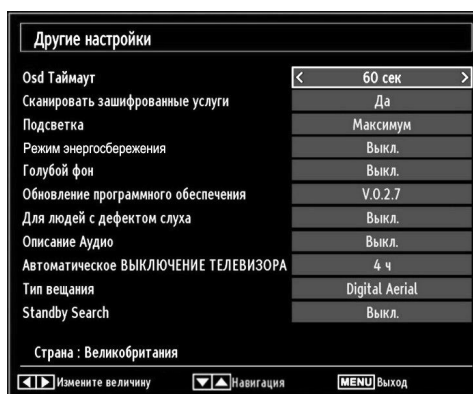 Другие настройки
Osd Таймаут < 60 сек >
Сканировать зашифрованные услуги Да
Подсветка Максимум
Режим энергосбережения Выкл.
Голубой фон Выкл.
Обновление программного обеспечения V.0.2.7
Для людей с дефектом слуха Выкл.
Описание Аудио Выкл.
Автоматическое ВЫКЛЮЧЕНИЕ ТЕЛЕВИЗОРА 4 ч
Тип вещания Digital Aerial
Standby Search Выкл.
Страна : Великобритания
Измените величину Навигация MENU Выход